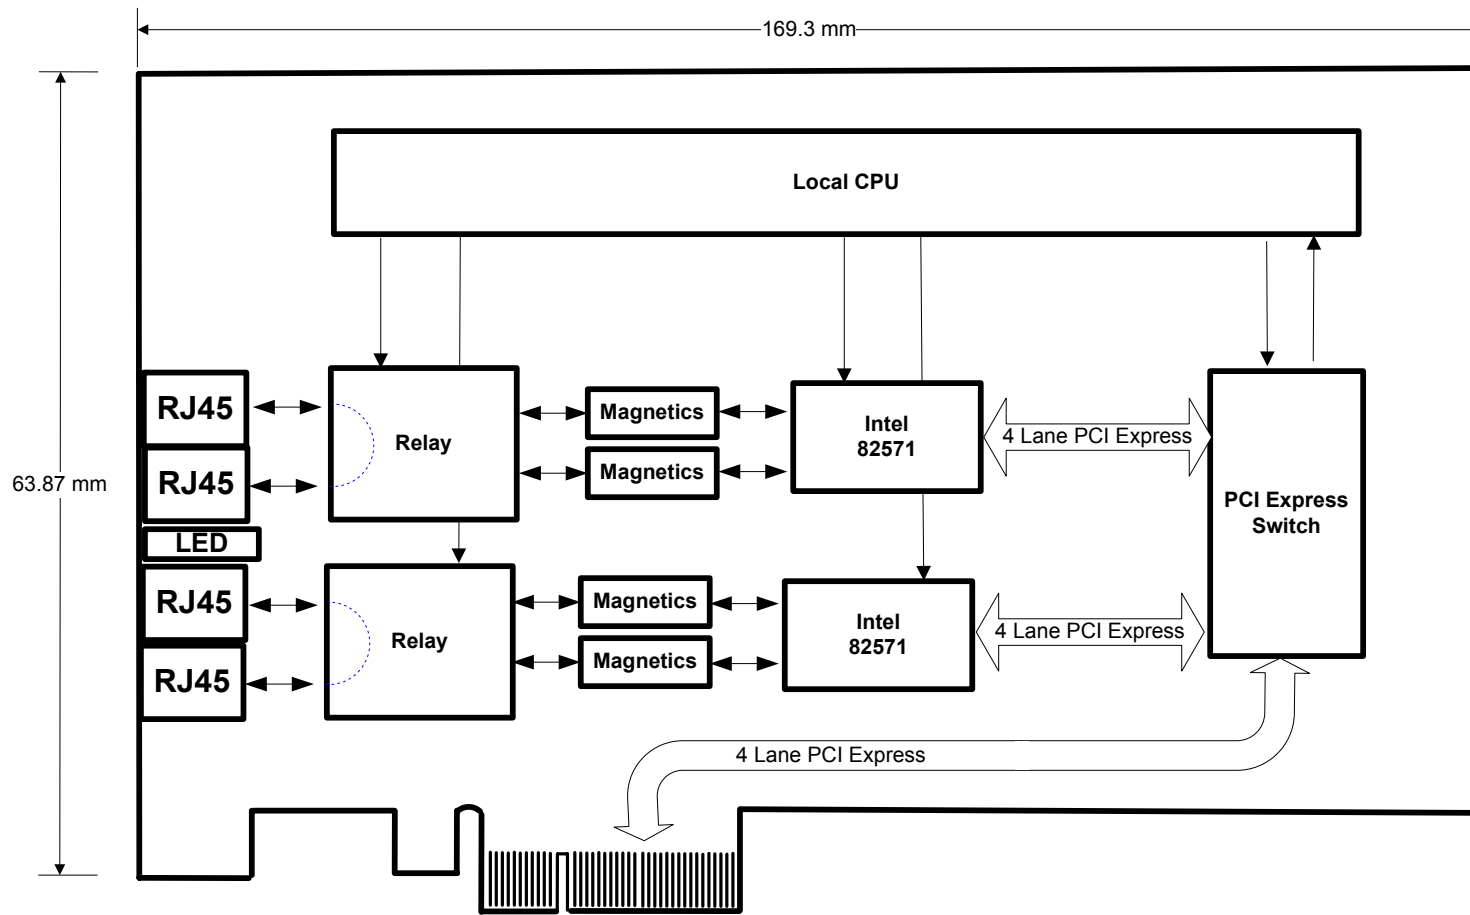 169.3 mm
Local CPU
RJ45
Relay
Magnetics
Intel
82571
4 Lane PCI Express
Magnetics
RJ45
63.87 mm
PCI Express
Switch
LED
RJ45
Relay
Magnetics
Intel
82571
4 Lane PCI Express
Magnetics
RJ45
4 Lane PCI Express